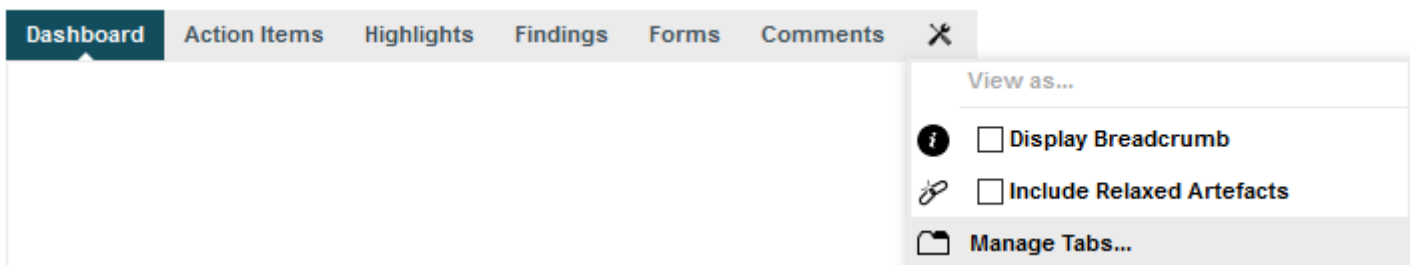 Dashboard Action Items Highlights Findings Forms Comments
View as...
Display Breadcrumb
Include Relaxed Artefacts
Manage Tabs...